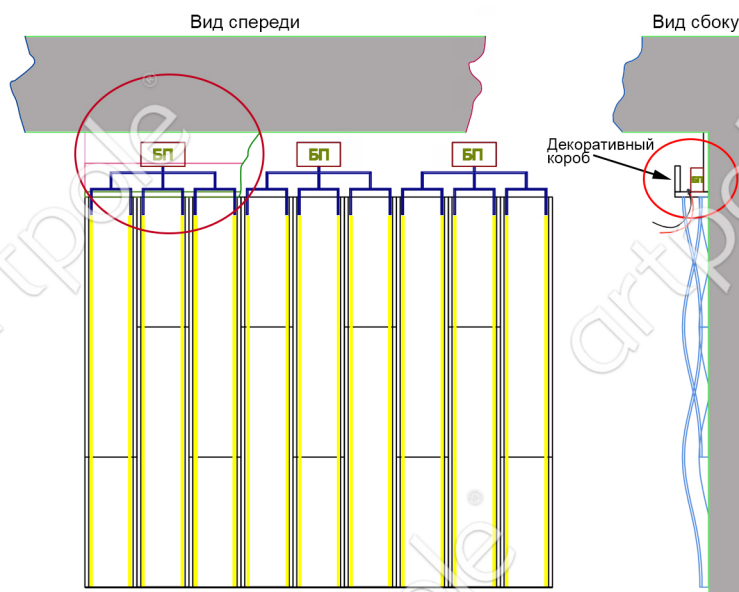 Вид спереди
Вид сбоку
БП
БП
БП
Декоративный
короб
БП
artpole®
artpole®
artpole®